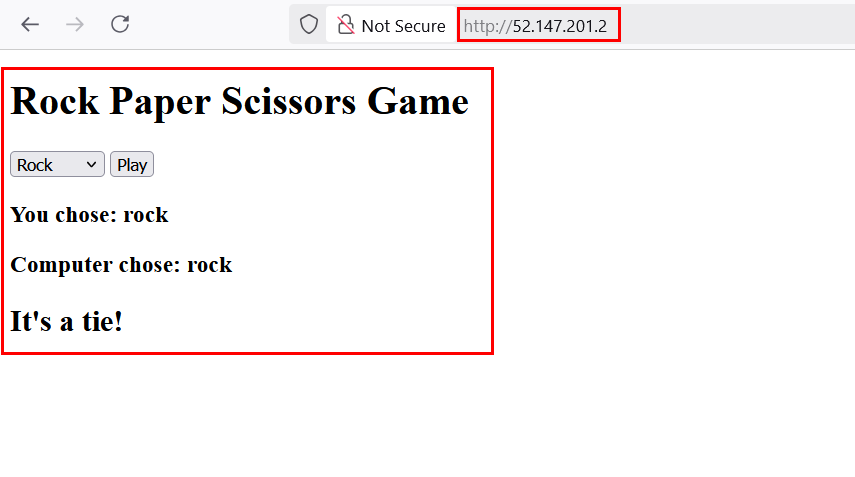 Not Secure http://52.147.201.2
Rock Paper Scissors Game
Rock Play
You chose: rock
Computer chose: rock
It's a tie!